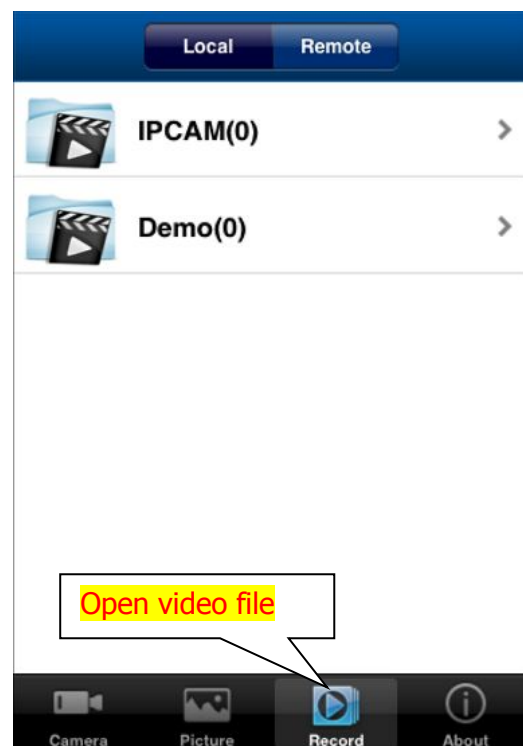 Local Remote
IPCAM(0)
Demo(0)
Open video file
Camera Picture Record About